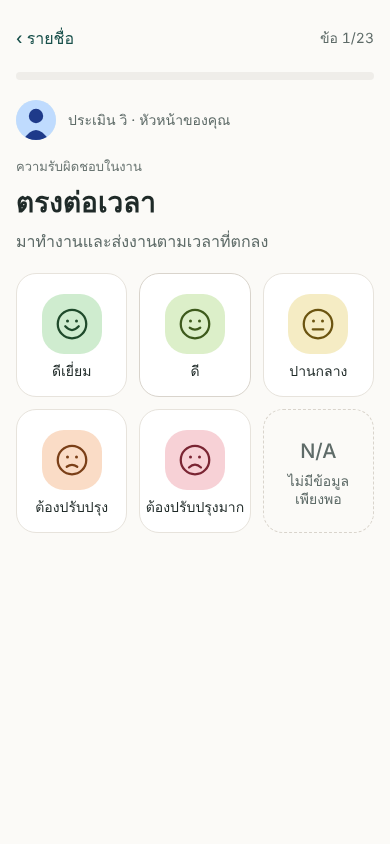 ‹ รายชื่อ
ข้อ 1/23
ประเมิน วิ · หัวหน้าของคุณ
ความรับผิดชอบในงาน
ตรงต่อเวลา
มาทำงานและส่งงานตามเวลาที่ตกลง
ดีเยี่ยม
ดี
ปานกลาง
ต้องปรับปรุง
ต้องปรับปรุงมาก
N/A
ไม่มีข้อมูล
เพียงพอ